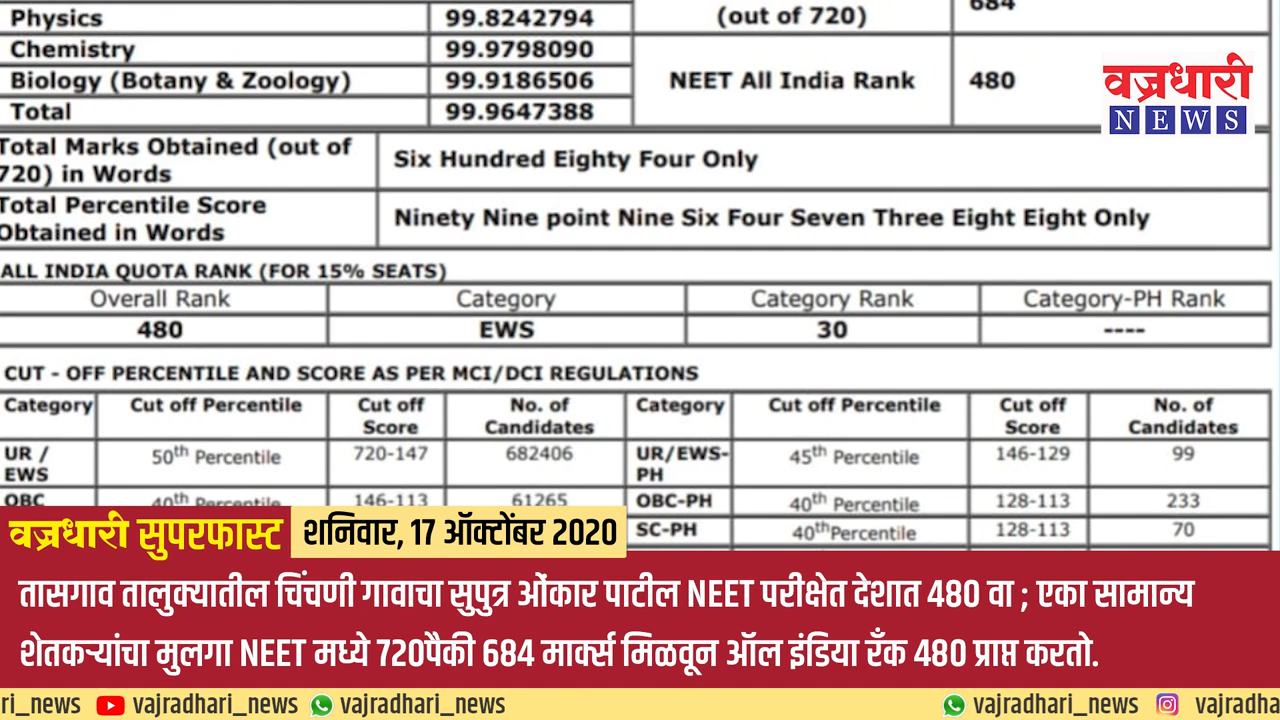 Physics 99.8242794 (out of 720) 684
Chemistry 99.9798090
Biology (Botany & Zoology) 99.9186506 NEET All India Rank 480
Total 99.9647388
वज्रधारी
NEWS
Total Marks Obtained (out of 720) in Words Six Hundred Eighty Four Only
Total Percentile Score Obtained in Words Ninety Nine point Nine Six Four Seven Three Eight Eight Only
ALL INDIA QUOTA RANK (FOR 15% SEATS)
Overall Rank Category Category Rank Category-PH Rank
480 EWS 30 ----
CUT - OFF PERCENTILE AND SCORE AS PER MCI/DCI REGULATIONS
Category Cut off Percentile Cut off Score No. of Candidates Category Cut off Percentile Cut off Score No. of Candidates
UR / EWS 50th Percentile 720-147 682406 UR/EWS-PH 45th Percentile 146-129 99
OBC 40th Percentile 146-113 61265 OBC-PH 40th Percentile 128-113 233
SC-PH 40th Percentile 128-113 70
वज्रधारी सुपरफास्ट शनिवार, 17 ऑक्टोंबर 2020
तासगाव तालुक्यातील चिंचणी गावाचा सुपुत्र ओंकार पाटील NEET परीक्षेत देशात 480 वा ; एका सामान्य
शेतकऱ्यांचा मुलगा NEET मध्ये 720पैकी 684 मार्क्स मिळवून ऑल इंडिया रँक 480 प्राप्त करतो.
ri_news vajradhari_news vajradhari_news vajradhari_news vajradha